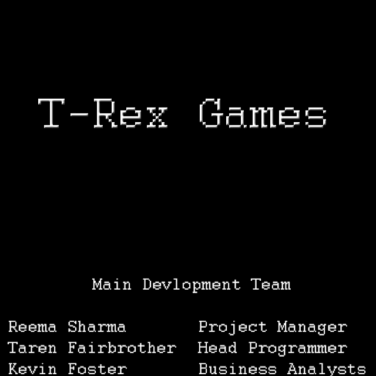 T-Rex Games
Main Devlopment Team
Reema Sharma Project Manager
Taren Fairbrother Head Programmer
Kevin Foster Business Analysts